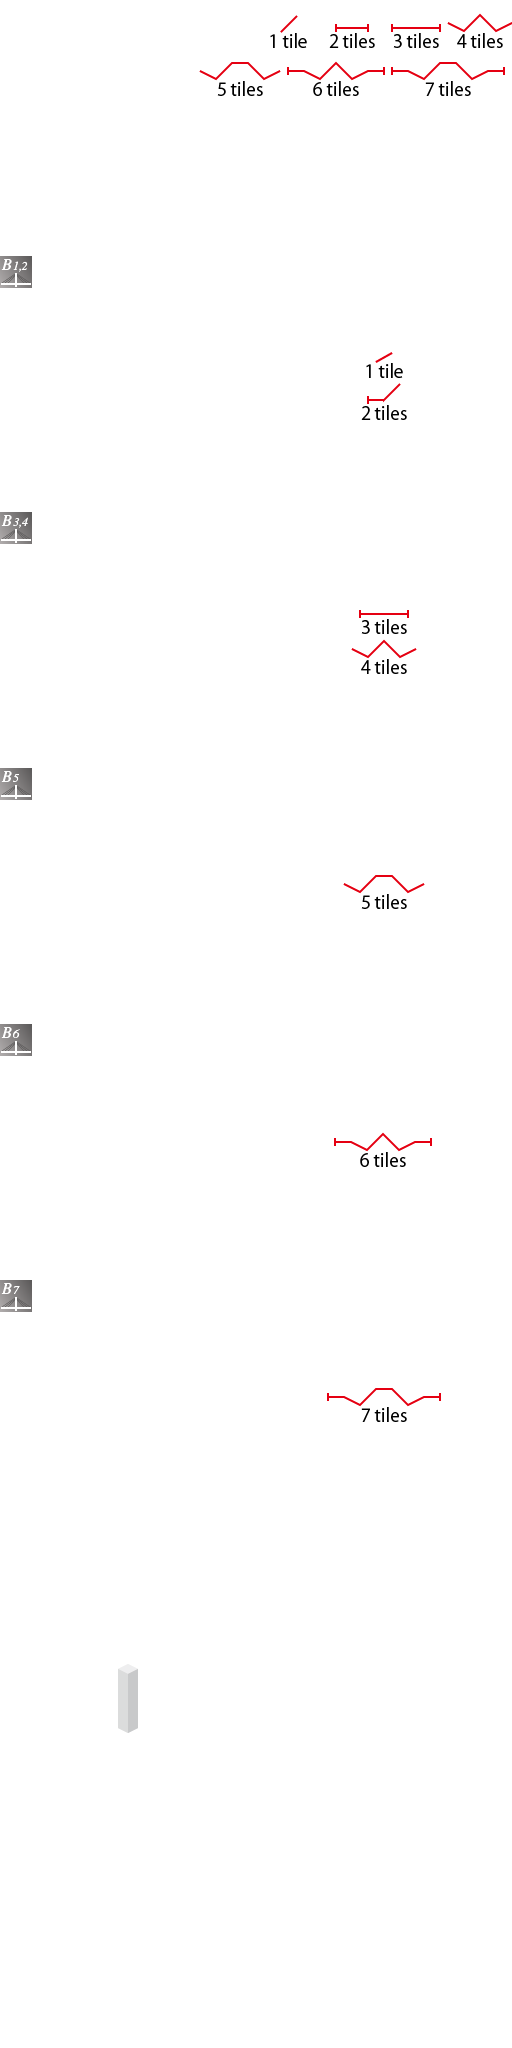 1 tile 2 tiles 3 tiles 4 tiles
5 tiles 6 tiles 7 tiles
B1,2
1 tile
2 tiles
B3,4
3 tiles
4 tiles
B5
5 tiles
B6
6 tiles
B7
7 tiles